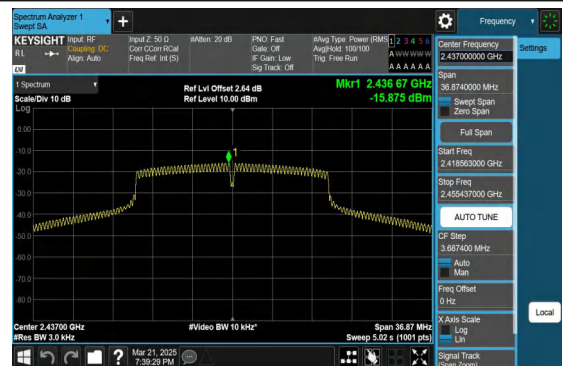 Spectrum Analyzer 1
Swept SA
Frequency
KEYSIGHT
RL
LXI
Input: RF
Coupling: DC
Align: Auto
Input Z: 50 Ω
Corr CCorr RCal
Freq Ref: Int (S)
#Atten: 20 dB
PNO: Fast
Gate: Off
IF Gain: Low
Sig Track: Off
#Avg Type: Power (RMS
Avg|Hold: 100/100
Trig: Free Run
1 2 3 4 5 6
A W W W W W
A A A A A A
1 Spectrum
Scale/Div 10 dB
Log
Ref Lvl Offset 2.64 dB
Ref Level 10.00 dBm
Mkr1 2.436 67 GHz
-15.875 dBm
1
0.00
-10.0
-20.0
-30.0
-40.0
-50.0
-60.0
-70.0
-80.0
Center 2.43700 GHz
#Res BW 3.0 kHz
#Video BW 10 kHz*
Span 36.87 MHz
Sweep 5.02 s (1001 pts)
Mar 21, 2025
7:39:29 PM
Center Frequency
2.437000000 GHz
Settings
Span
36.8740000 MHz
Swept Span
Zero Span
Full Span
Start Freq
2.418563000 GHz
Stop Freq
2.455437000 GHz
AUTO TUNE
CF Step
3.687400 MHz
Auto
Man
Freq Offset
0 Hz
X Axis Scale
Log
Lin
Local
Signal Track
(Span Zoom)